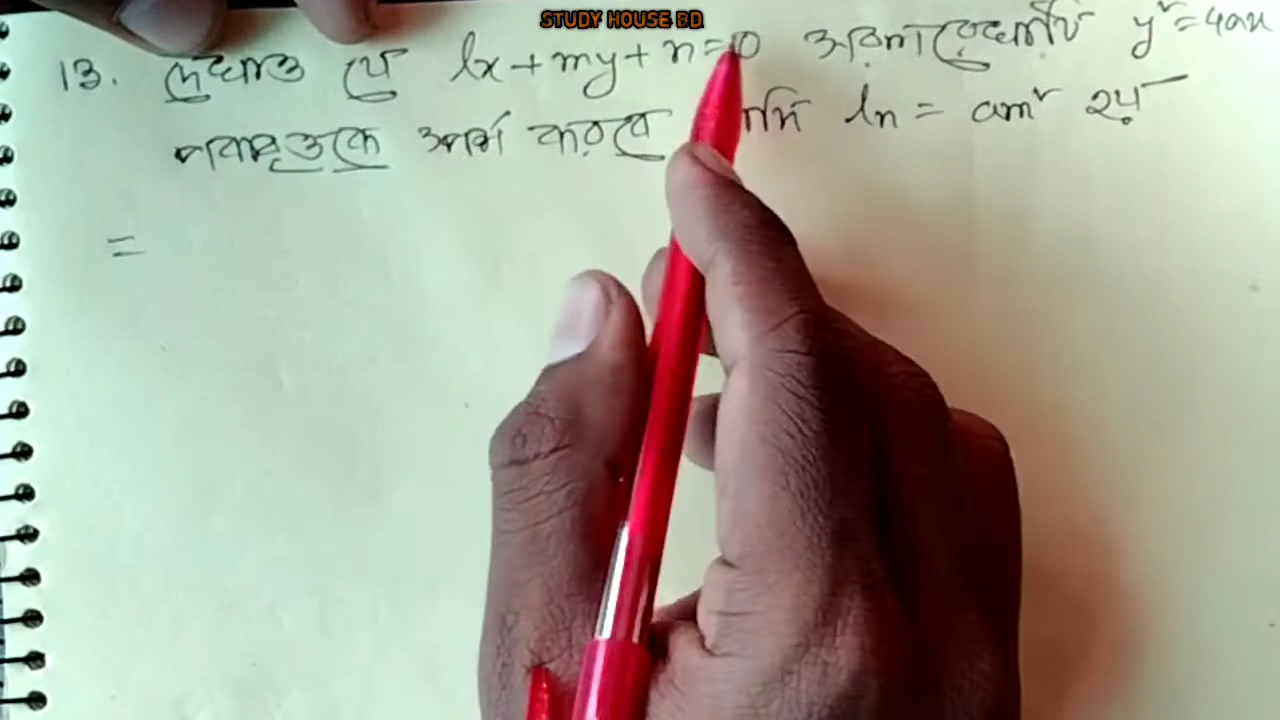 STUDY HOUSE BD
13. দেখাও যে lx+my+n=0 সরলরেখাটি y²=4ax
পরাবৃত্তকে স্পর্শ করবে যদি ln = am² হয়
=